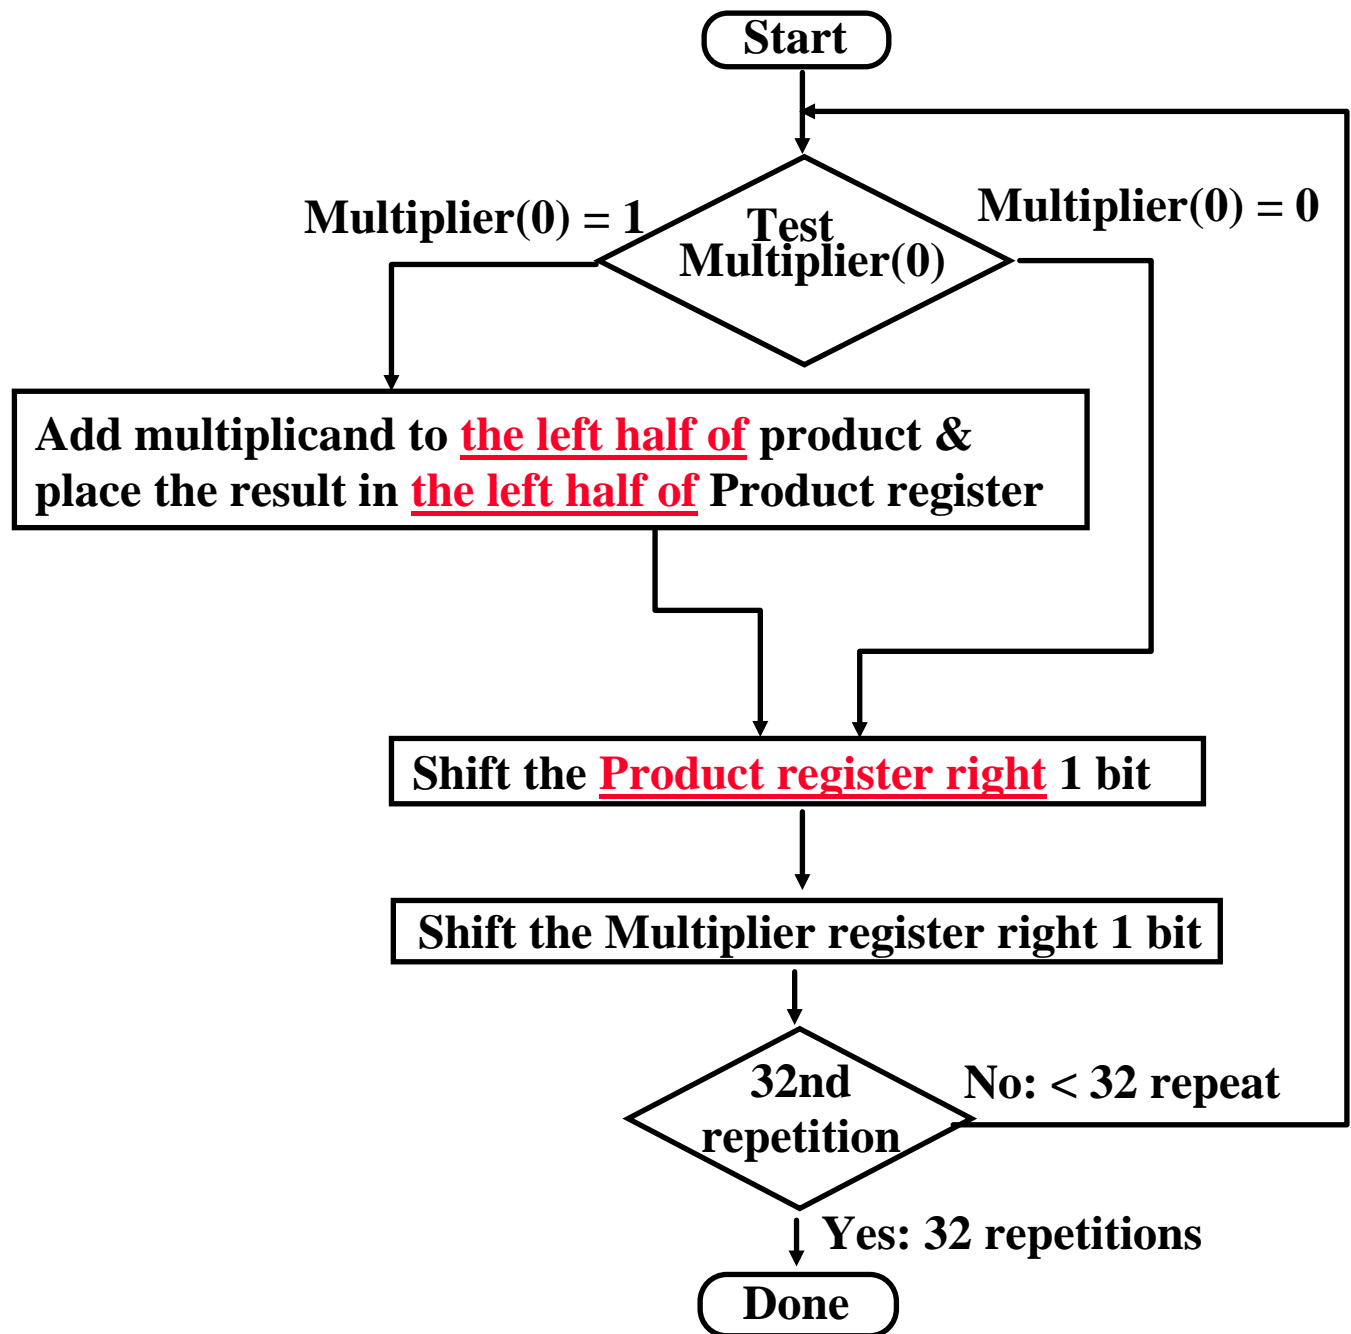 Start
Multiplier(0) = 1
Test
Multiplier(0)
Multiplier(0) = 0
Add multiplicand to the left half of product &
place the result in the left half of Product register
Shift the Product register right 1 bit
Shift the Multiplier register right 1 bit
32nd
repetition
No: < 32 repeat
Yes: 32 repetitions
Done